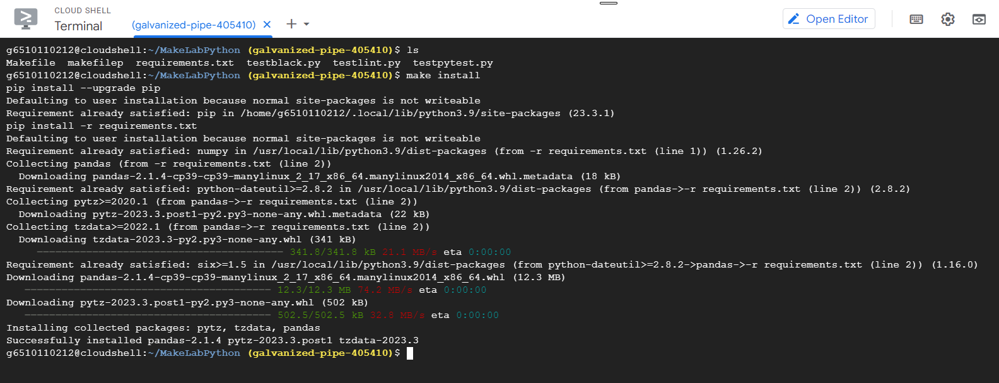 CLOUD SHELL
Terminal
(galvanized-pipe-405410)
Open Editor
g6510110212@cloudshell:~/MakeLabPython (galvanized-pipe-405410)$ ls
Makefile  makefilep  requirements.txt  testblack.py  testlint.py  testpytest.py
g6510110212@cloudshell:~/MakeLabPython (galvanized-pipe-405410)$ make install
pip install --upgrade pip
Defaulting to user installation because normal site-packages is not writeable
Requirement already satisfied: pip in /home/g6510110212/.local/lib/python3.9/site-packages (23.3.1)
pip install -r requirements.txt
Defaulting to user installation because normal site-packages is not writeable
Requirement already satisfied: numpy in /usr/local/lib/python3.9/dist-packages (from -r requirements.txt (line 1)) (1.26.2)
Collecting pandas (from -r requirements.txt (line 2))
  Downloading pandas-2.1.4-cp39-cp39-manylinux_2_17_x86_64.manylinux2014_x86_64.whl.metadata (18 kB)
Requirement already satisfied: python-dateutil>=2.8.2 in /usr/local/lib/python3.9/dist-packages (from pandas->-r requirements.txt (line 2)) (2.8.2)
Collecting pytz>=2020.1 (from pandas->-r requirements.txt (line 2))
  Downloading pytz-2023.3.post1-py2.py3-none-any.whl.metadata (22 kB)
Collecting tzdata>=2022.1 (from pandas->-r requirements.txt (line 2))
  Downloading tzdata-2023.3-py2.py3-none-any.whl (341 kB)
341.8/341.8 kB 21.1 MB/s eta 0:00:00
Requirement already satisfied: six>=1.5 in /usr/local/lib/python3.9/dist-packages (from python-dateutil>=2.8.2->pandas->-r requirements.txt (line 2)) (1.16.0)
Downloading pandas-2.1.4-cp39-cp39-manylinux_2_17_x86_64.manylinux2014_x86_64.whl (12.3 MB)
12.3/12.3 MB 74.2 MB/s eta 0:00:00
Downloading pytz-2023.3.post1-py2.py3-none-any.whl (502 kB)
502.5/502.5 kB 32.8 MB/s eta 0:00:00
Installing collected packages: pytz, tzdata, pandas
Successfully installed pandas-2.1.4 pytz-2023.3.post1 tzdata-2023.3
g6510110212@cloudshell:~/MakeLabPython (galvanized-pipe-405410)$